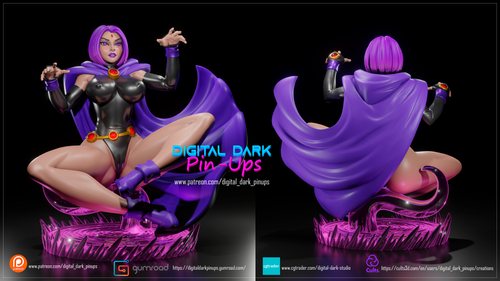 DIGITAL DARK
Pin-Ups
www.patreon.com/digital_dark_pinups
www.patreon.com/digital_dark_pinups
gumroad
https://digitaldarkpinups.gumroad.com/
cgtrader
https://www.cgtrader.com/digital-dark-studio
Cults
https://cults3d.com/en/users/digital_dark_pinups/creations